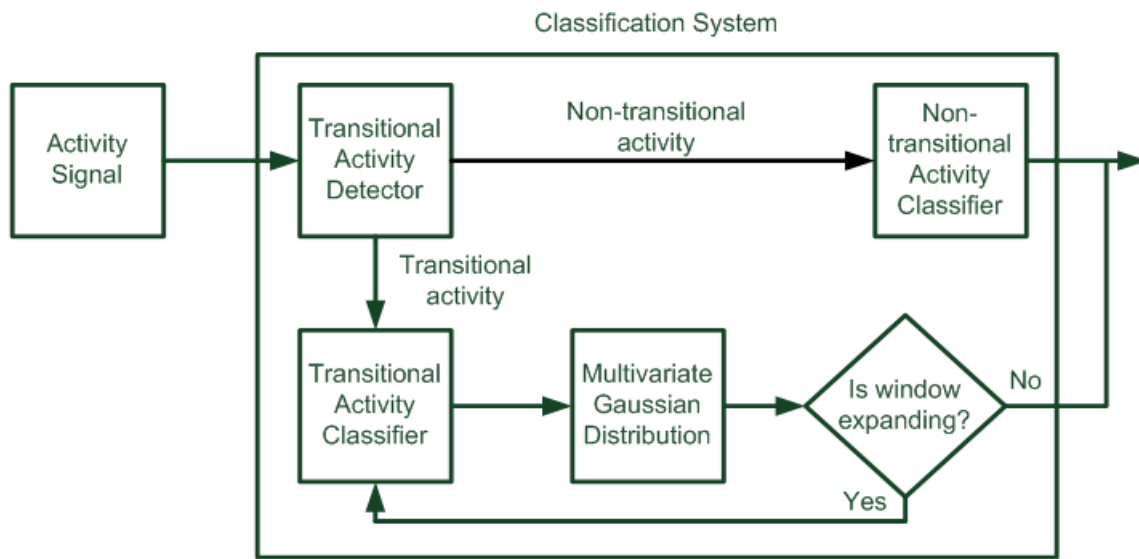 Classification System
Activity
Signal
Transitional
Activity
Detector
Non-transitional
activity
Non-
transitional
Activity
Classifier
Transitional
activity
Transitional
Activity
Classifier
Multivariate
Gaussian
Distribution
Is window
expanding?
No
Yes